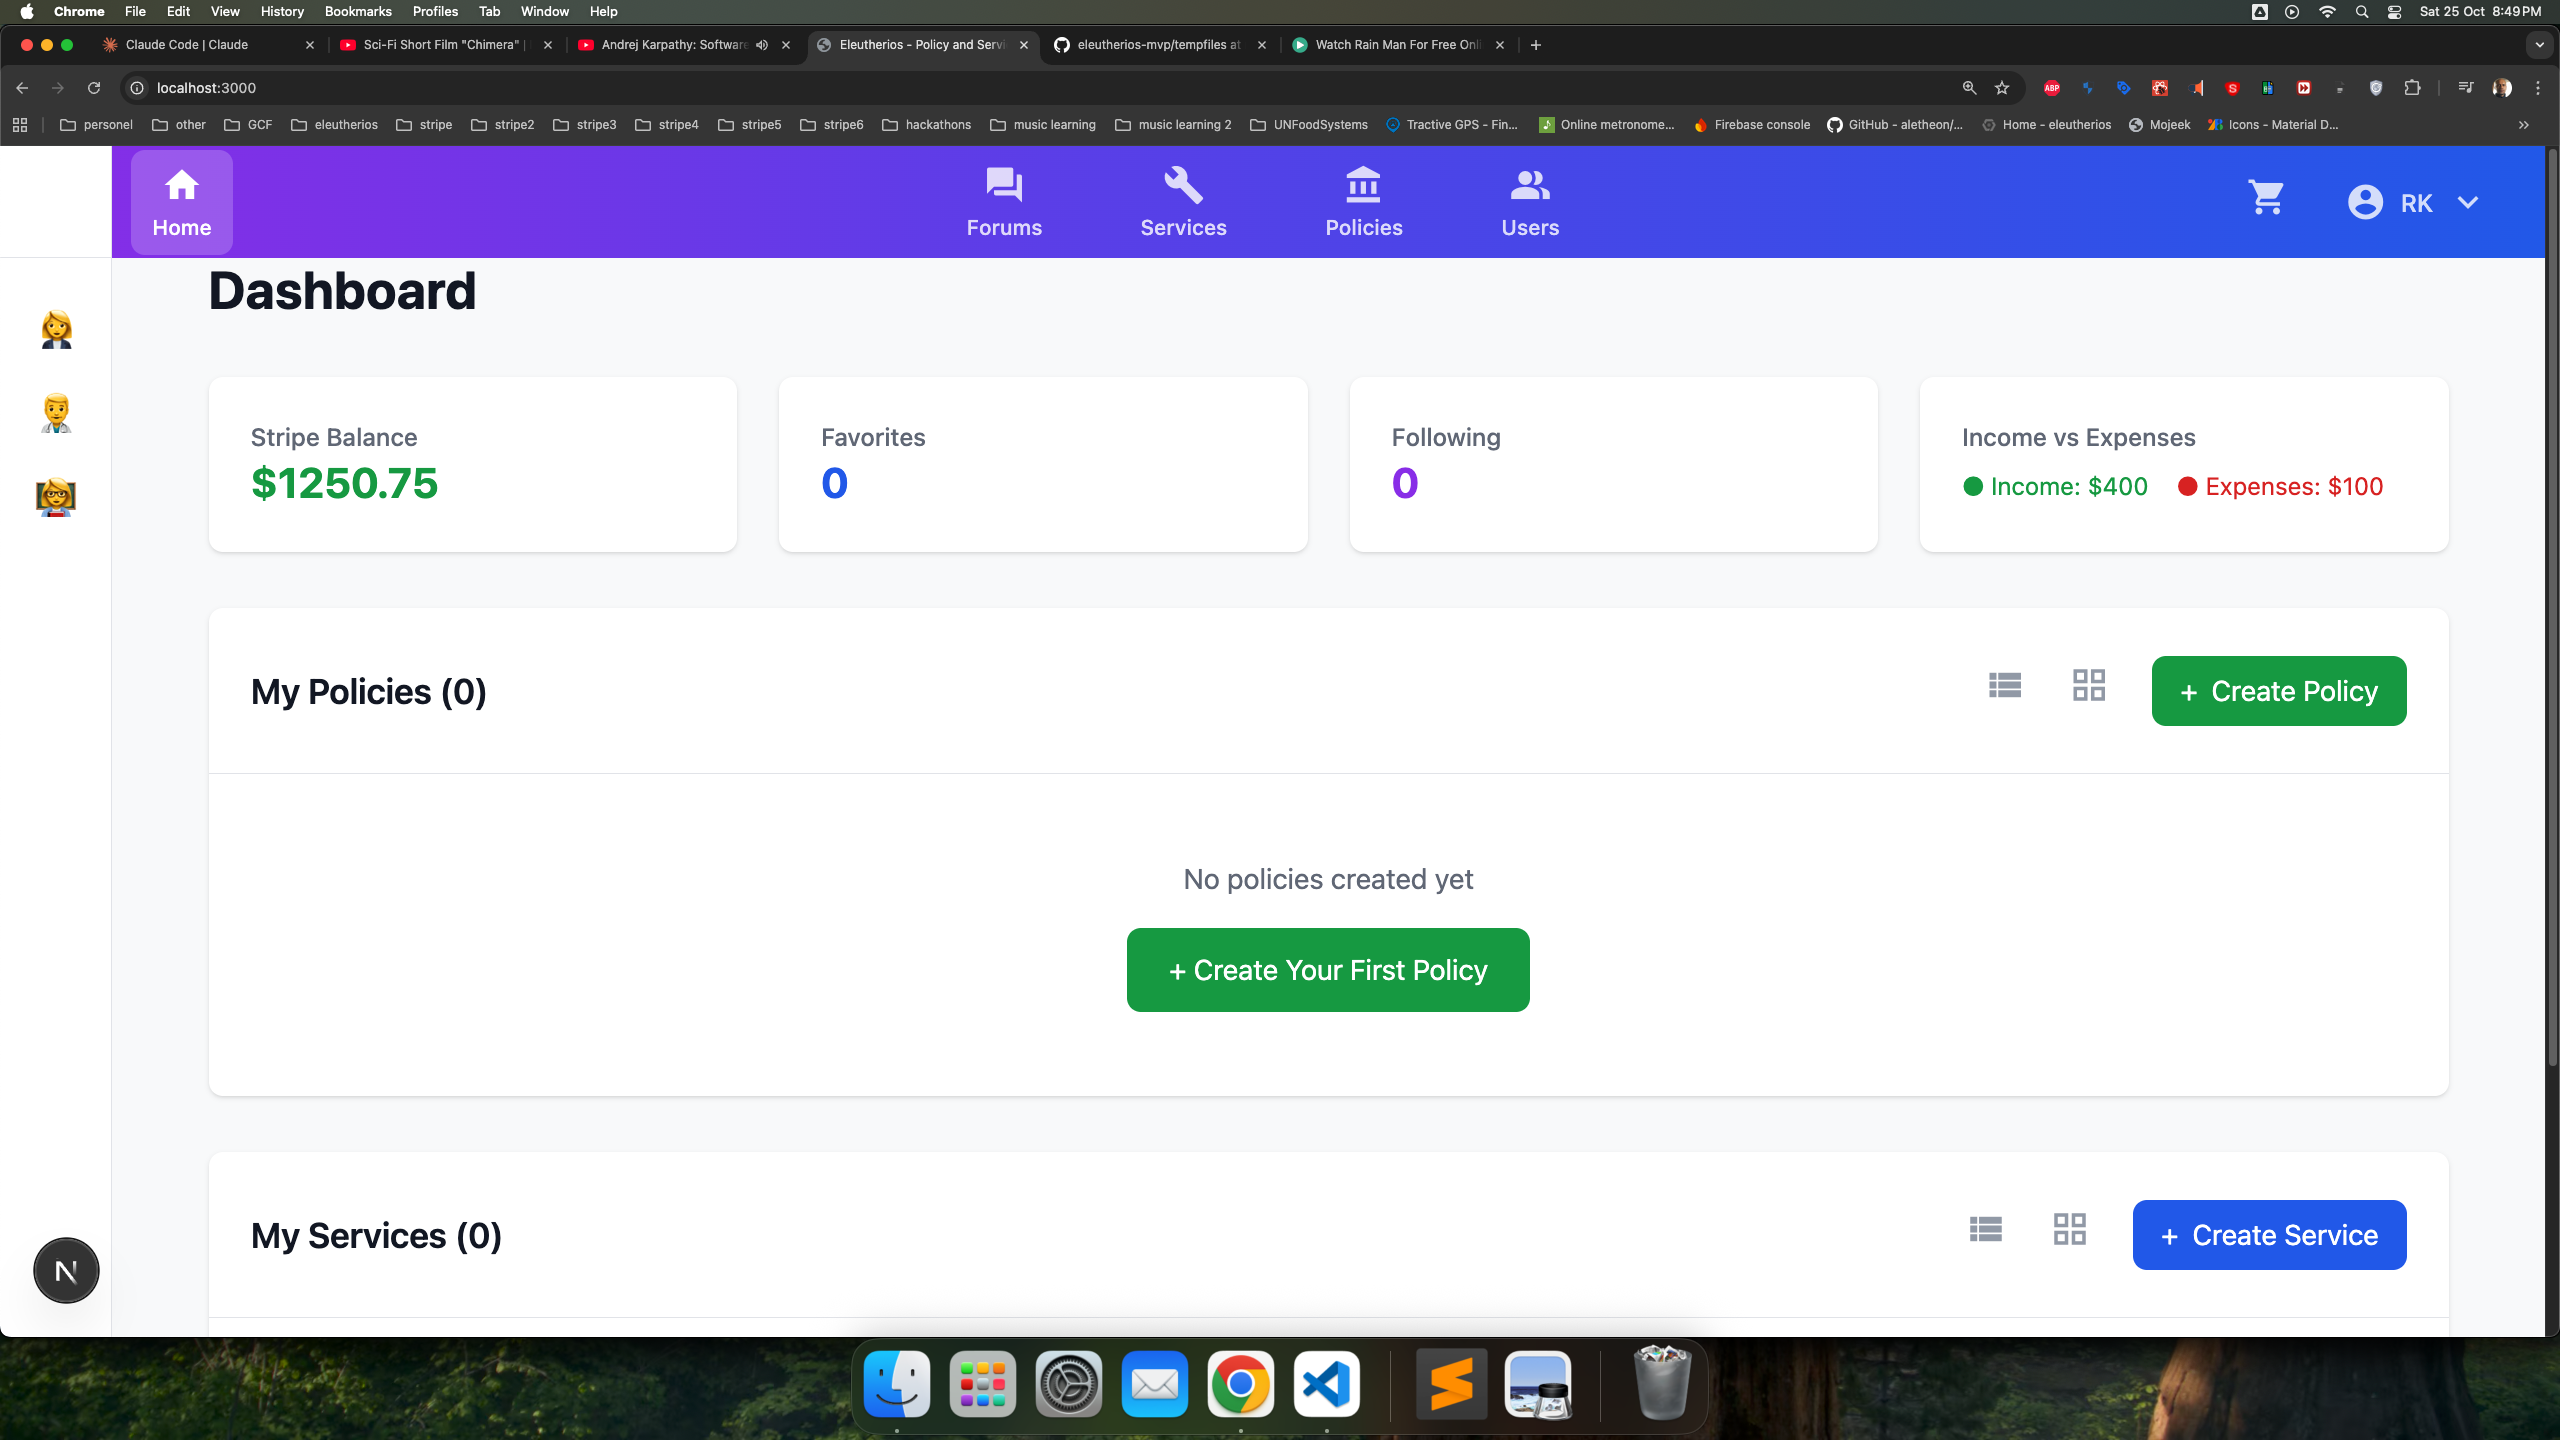 Chrome File Edit View History Bookmarks Profiles Tab Window Help Sat 25 Oct 8:49 PM
Claude Code | Claude Sci-Fi Short Film "Chimera" | Andrej Karpathy: Software Eleutherios - Policy and Servi eleutherios-mvp/tempfiles at Watch Rain Man For Free Onl
localhost:3000
personel other GCF eleutherios stripe stripe2 stripe3 stripe4 stripe5 stripe6 hackathons music learning music learning 2 UNFoodSystems Tractive GPS - Fin... Online metronome... Firebase console GitHub - aletheon/... Home - eleutherios Mojeek Icons - Material D...
Home Forums Services Policies Users RK
Dashboard
Stripe Balance Favorites Following Income vs Expenses
$1250.75 0 0 Income: $400 Expenses: $100
My Policies (0) + Create Policy
No policies created yet
+ Create Your First Policy
My Services (0) + Create Service
N